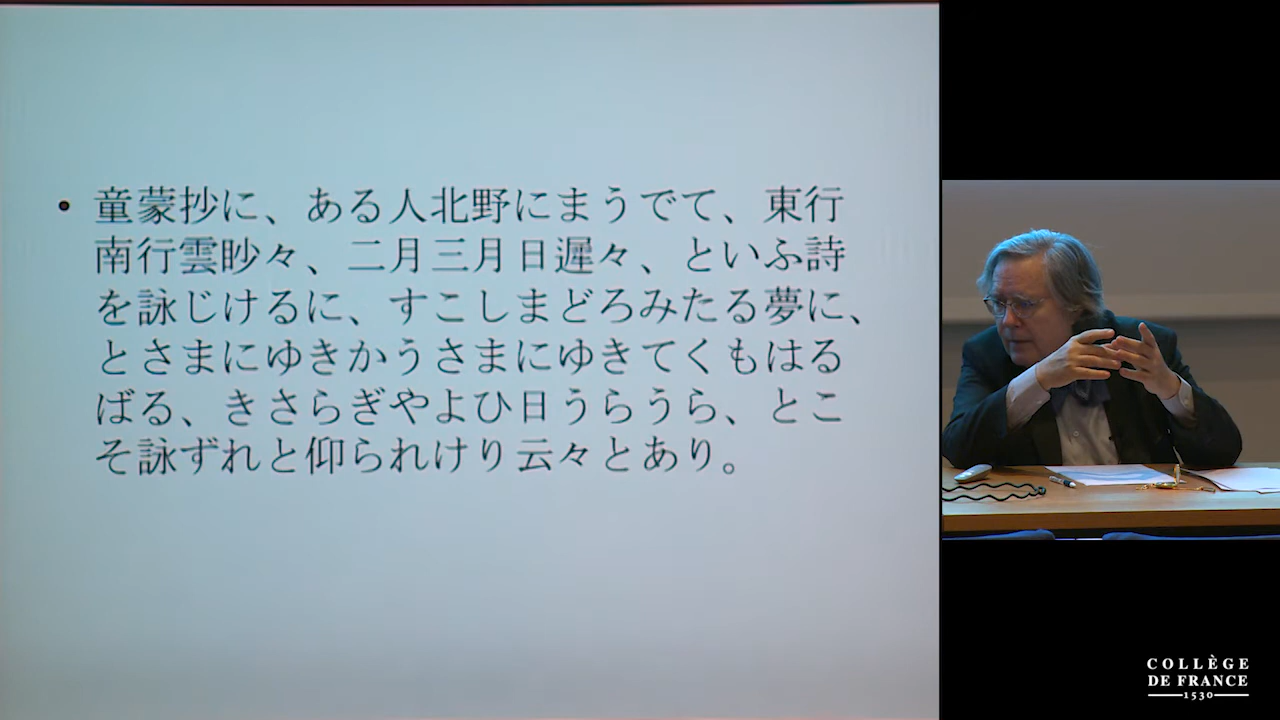 • 童蒙抄に、ある人北野にまうでて、東行
南行雲眇々、二月三月日遲々、といふ詩
を詠じけるに、すこしまどろみたる夢に、
とさまにゆきかうさまにゆきてくもはる
ばる、きさらぎやよひ日うらうら、とこ
そ詠ずれと仰られけり云々とあり。
COLLÈGE
DE FRANCE
1530